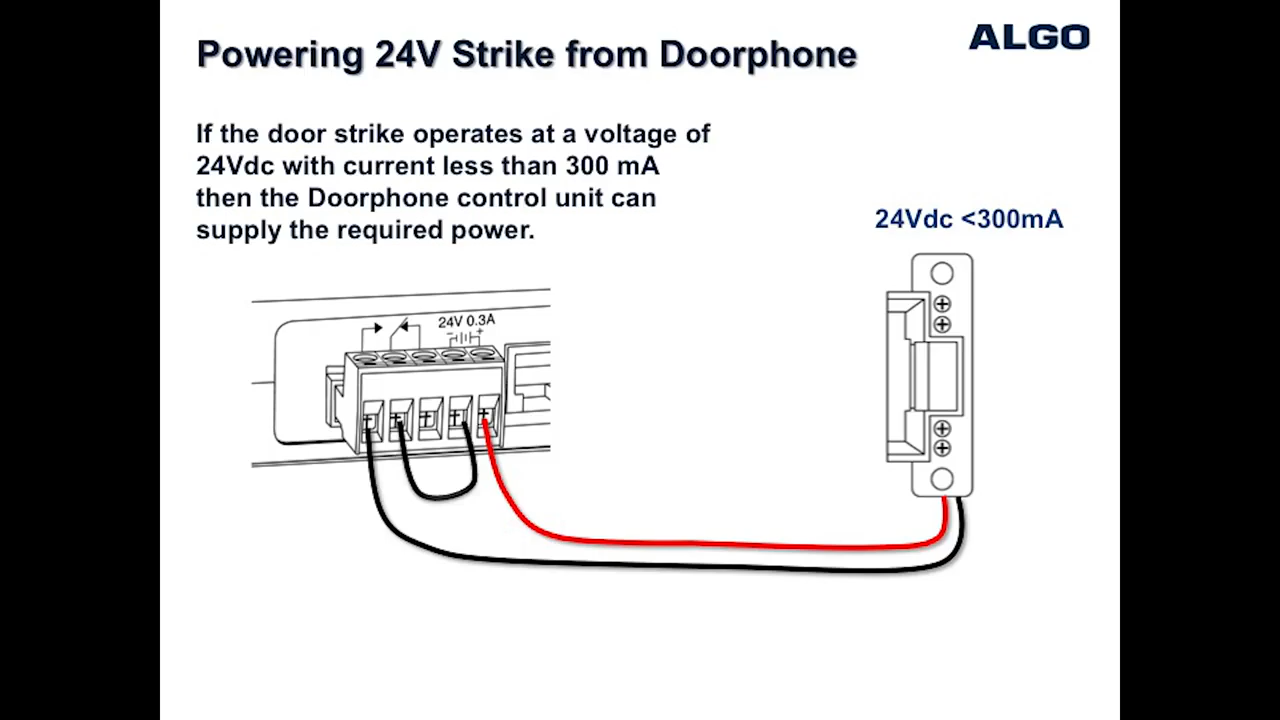 Powering 24V Strike from Doorphone
ALGO
If the door strike operates at a voltage of
24Vdc with current less than 300 mA
then the Doorphone control unit can
supply the required power.
24Vdc <300mA
24V 0.3A
- +